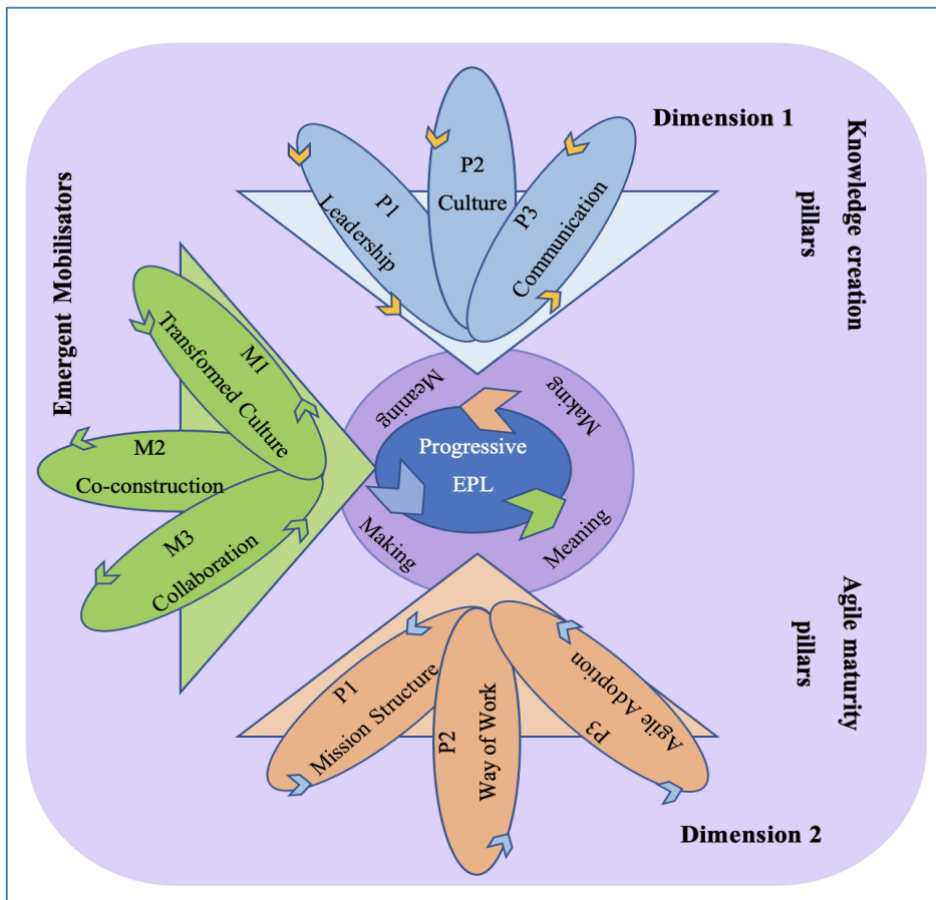 Dimension 1
Knowledge creation
pillars
P1
Leadership
P2
Culture
P3
Communication
Emergent Mobilisators
M1
Transformed Culture
M2
Co-construction
M3
Collaboration
Meaning
Making
Progressive
EPL
Making
Meaning
Agile maturity
pillars
P1
Mission Structure
P2
Way of Work
P3
Agile Adoption
Dimension 2